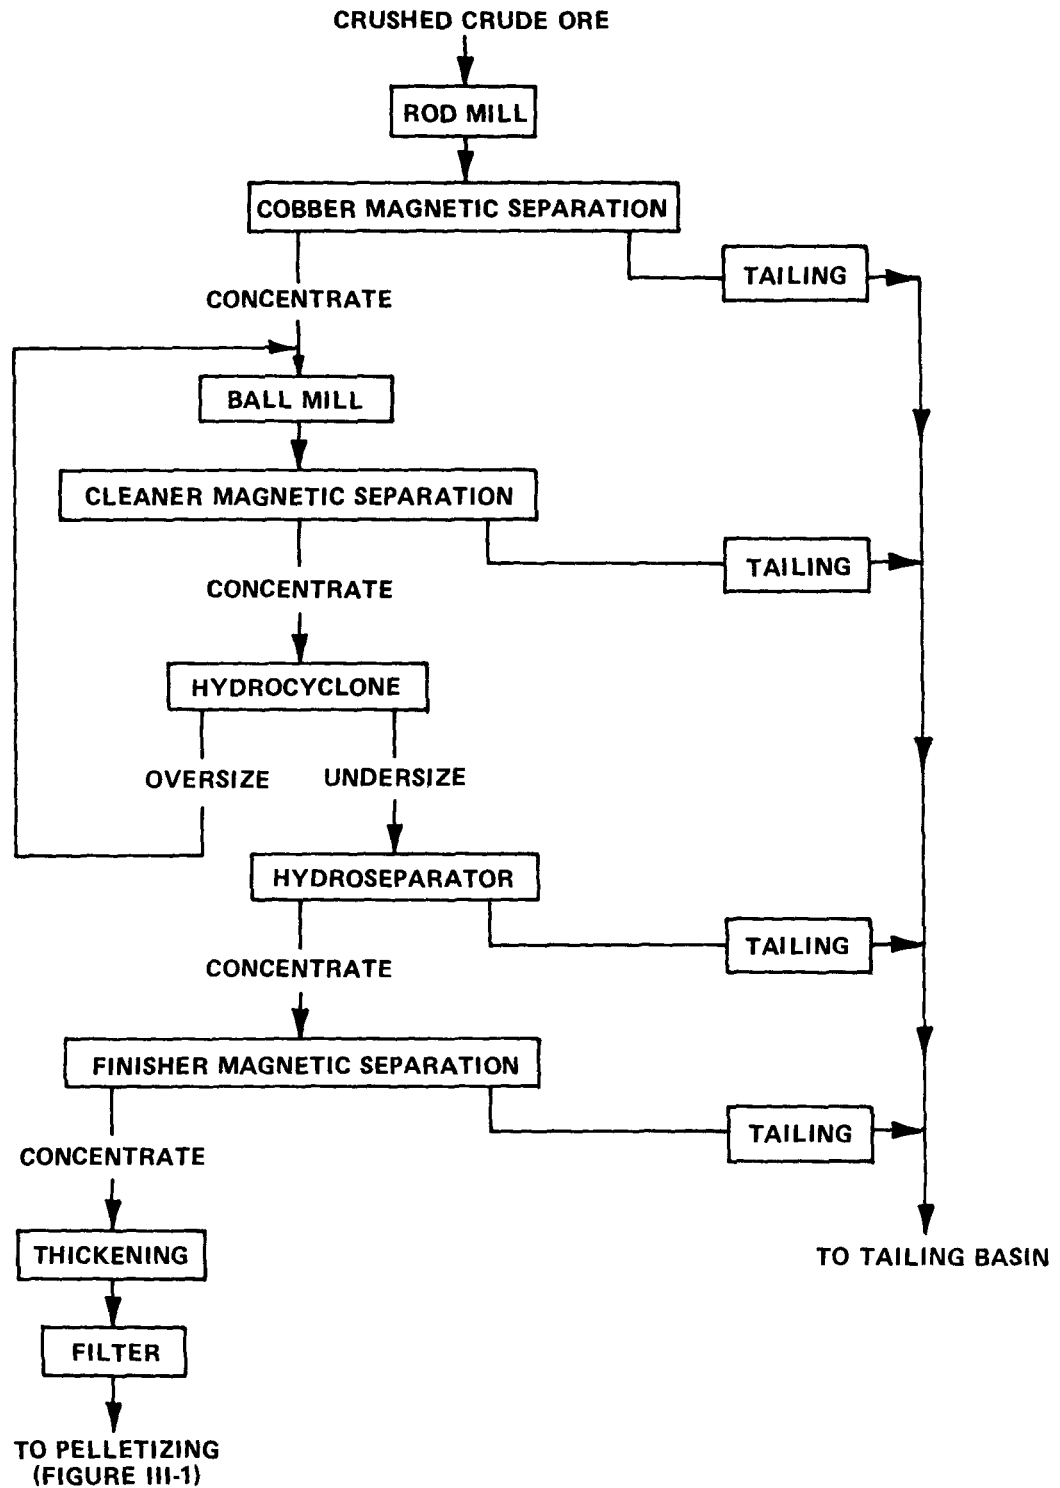 CRUSHED CRUDE ORE
ROD MILL
COBBER MAGNETIC SEPARATION
TAILING
CONCENTRATE
BALL MILL
CLEANER MAGNETIC SEPARATION
TAILING
CONCENTRATE
HYDROCYCLONE
OVERSIZE
UNDERSIZE
HYDROSEPARATOR
TAILING
CONCENTRATE
FINISHER MAGNETIC SEPARATION
TAILING
CONCENTRATE
THICKENING
TO TAILING BASIN
FILTER
TO PELLETIZING
(FIGURE III-1)